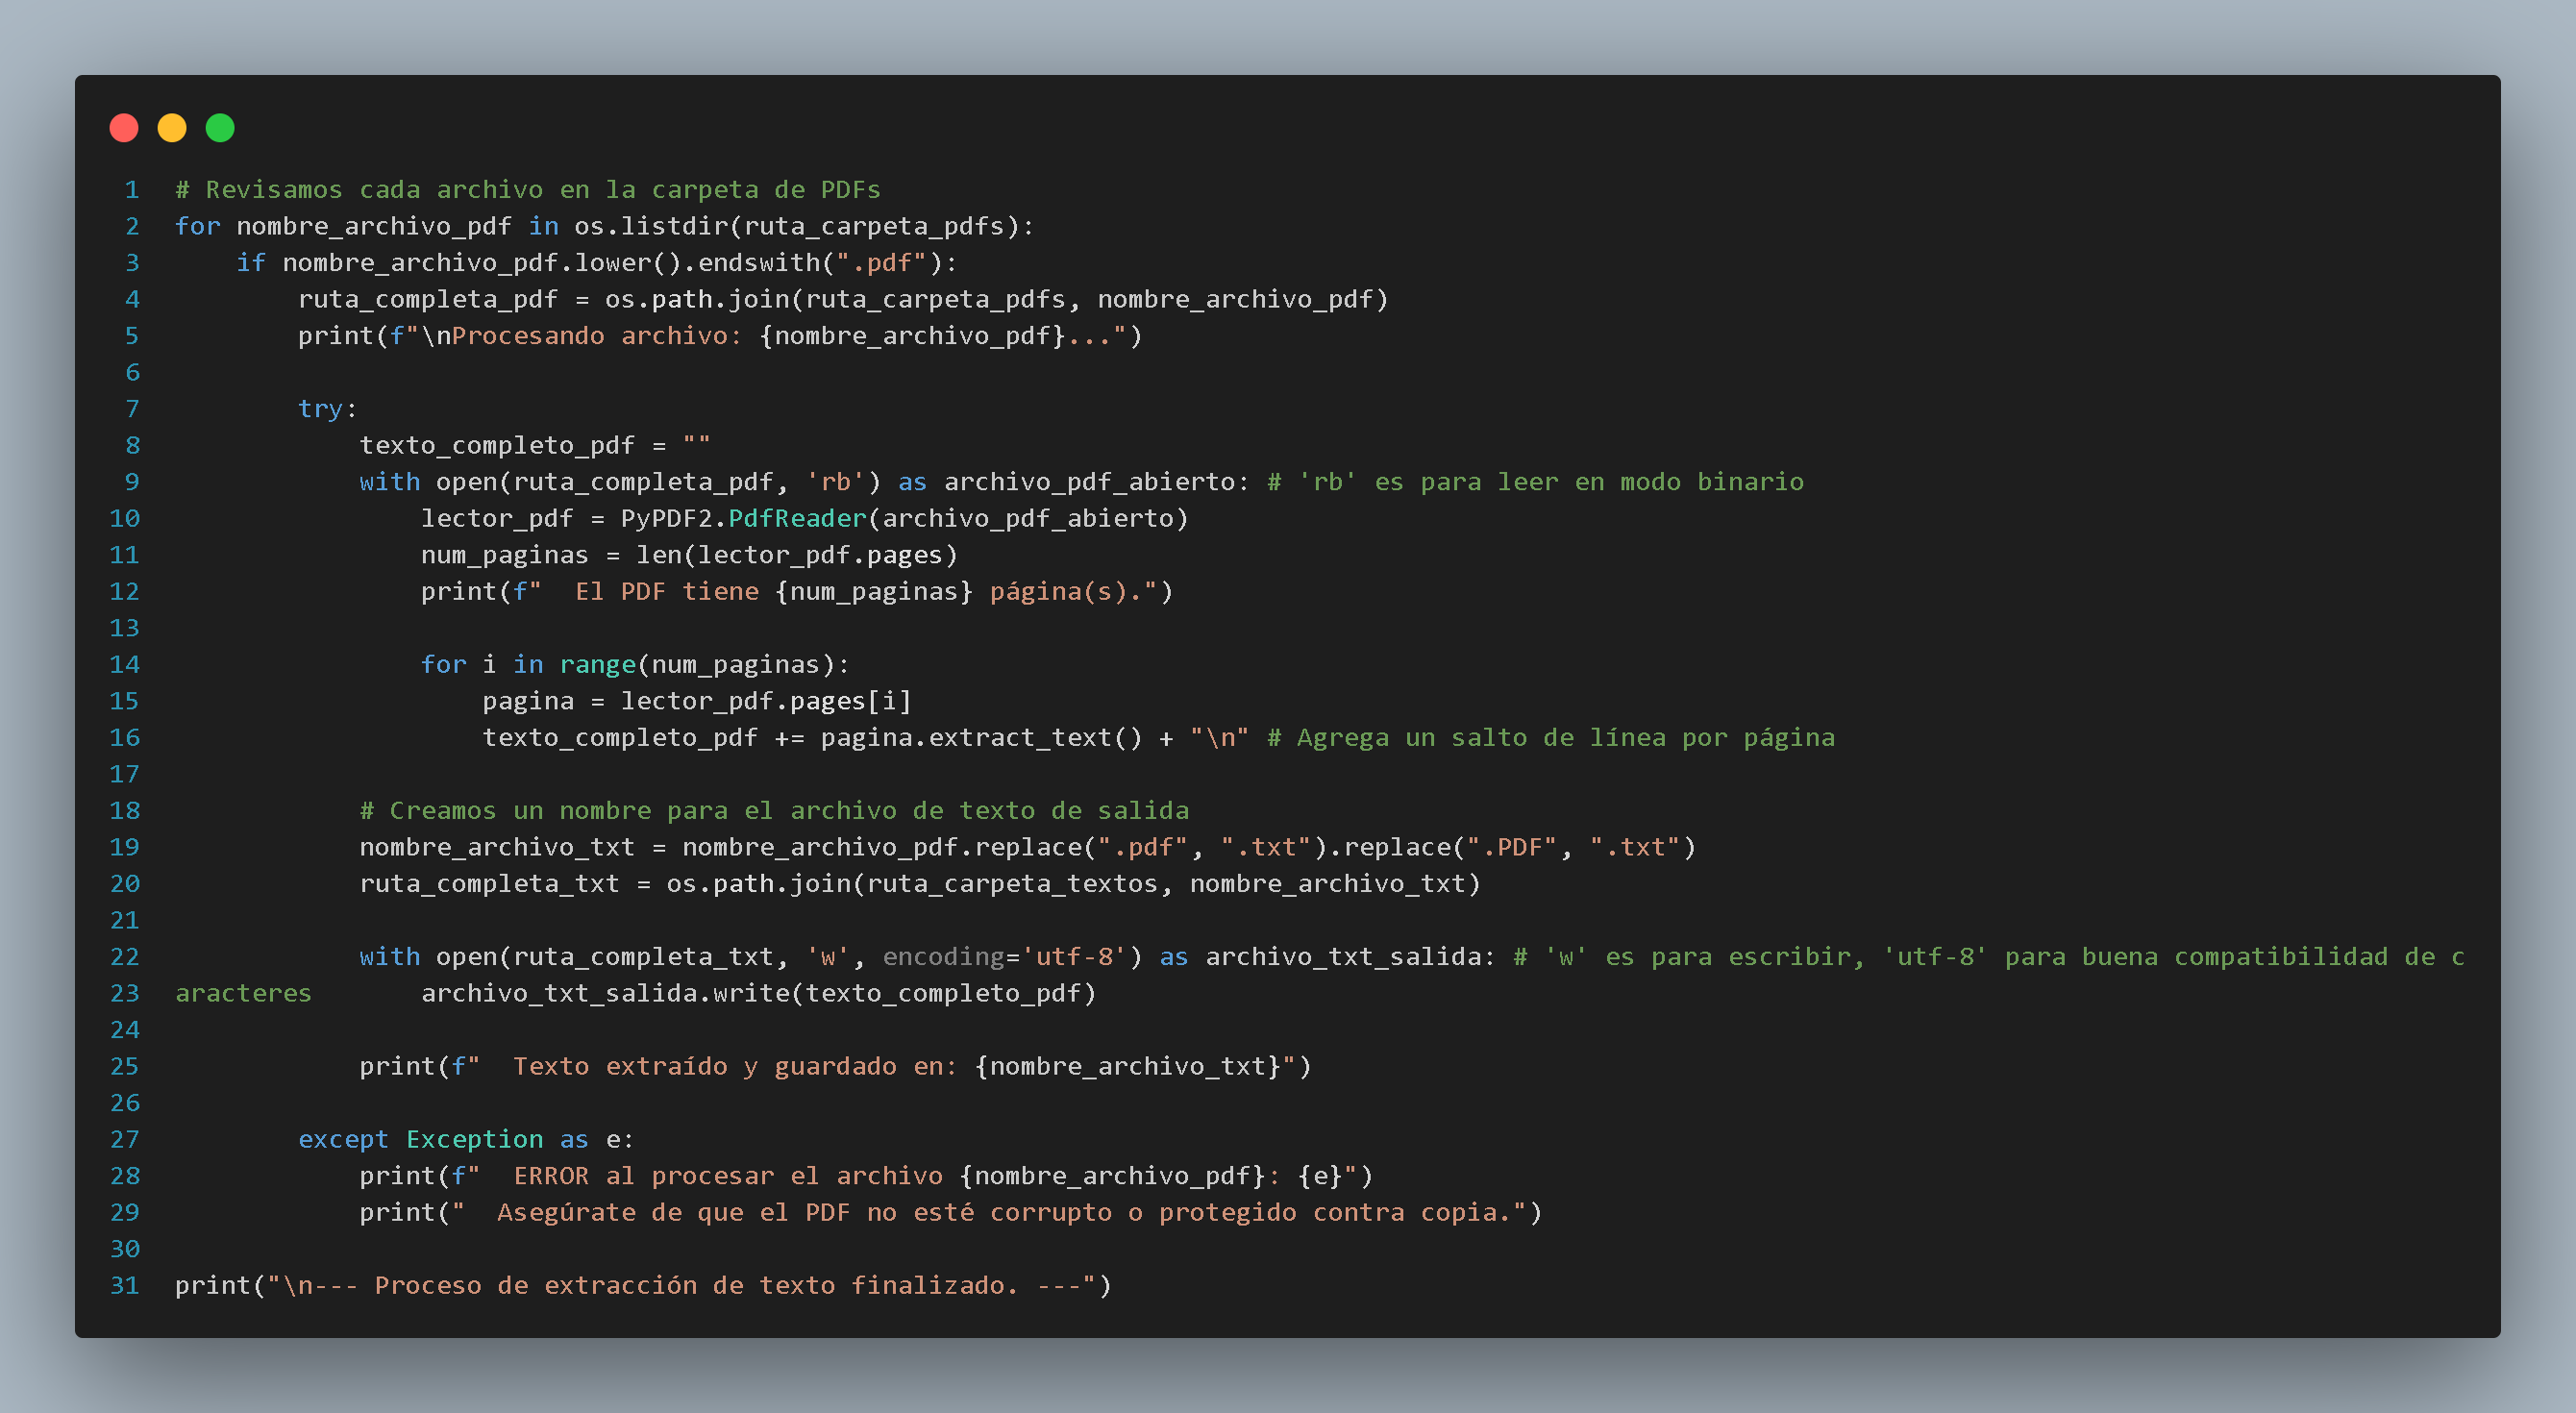 1 # Revisamos cada archivo en la carpeta de PDFs
2 for nombre_archivo_pdf in os.listdir(ruta_carpeta_pdfs):
3     if nombre_archivo_pdf.lower().endswith(".pdf"):
4         ruta_completa_pdf = os.path.join(ruta_carpeta_pdfs, nombre_archivo_pdf)
5         print(f"\nProcesando archivo: {nombre_archivo_pdf}...")
6
7         try:
8             texto_completo_pdf = ""
9             with open(ruta_completa_pdf, 'rb') as archivo_pdf_abierto: # 'rb' es para leer en modo binario
10                 lector_pdf = PyPDF2.PdfReader(archivo_pdf_abierto)
11                 num_paginas = len(lector_pdf.pages)
12                 print(f"  El PDF tiene {num_paginas} página(s).")
13
14                 for i in range(num_paginas):
15                     pagina = lector_pdf.pages[i]
16                     texto_completo_pdf += pagina.extract_text() + "\n" # Agrega un salto de línea por página
17
18             # Creamos un nombre para el archivo de texto de salida
19             nombre_archivo_txt = nombre_archivo_pdf.replace(".pdf", ".txt").replace(".PDF", ".txt")
20             ruta_completa_txt = os.path.join(ruta_carpeta_textos, nombre_archivo_txt)
21
22             with open(ruta_completa_txt, 'w', encoding='utf-8') as archivo_txt_salida: # 'w' es para escribir, 'utf-8' para buena compatibilidad de c
23 aracteres       archivo_txt_salida.write(texto_completo_pdf)
24
25             print(f"  Texto extraído y guardado en: {nombre_archivo_txt}")
26
27         except Exception as e:
28             print(f"  ERROR al procesar el archivo {nombre_archivo_pdf}: {e}")
29             print("  Asegúrate de que el PDF no esté corrupto o protegido contra copia.")
30
31 print("\n--- Proceso de extracción de texto finalizado. ---")